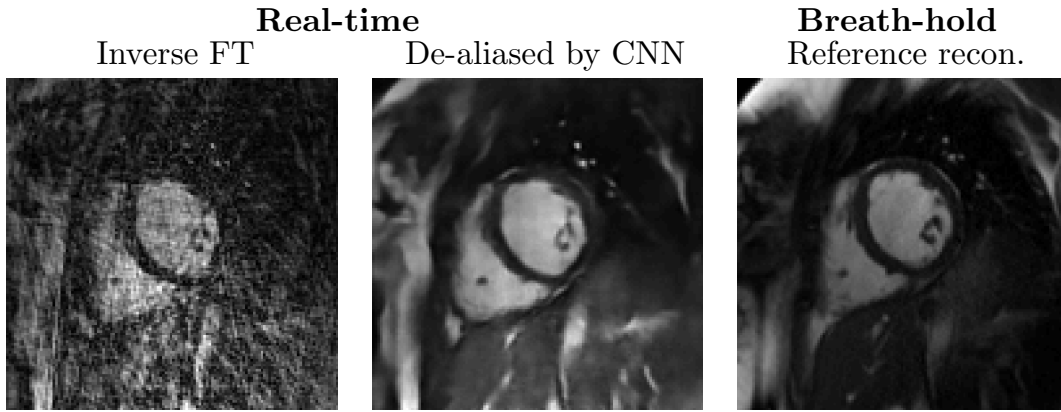 Real-time
Breath-hold
Inverse FT
De-aliased by CNN
Reference recon.